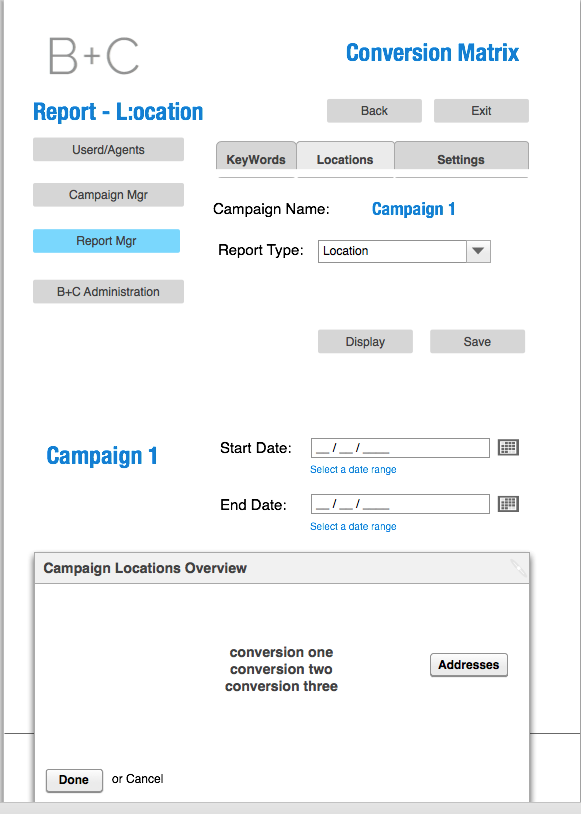 B+C
Conversion Matrix
Report - L:ocation
Back
Exit
Userd/Agents
KeyWords
Locations
Settings
Campaign Mgr
Campaign Name:
Campaign 1
Report Mgr
Report Type:
Location
B+C Administration
Display
Save
Campaign 1
Start Date:
__ / __ / ____
Select a date range
End Date:
__ / __ / ____
Select a date range
Campaign Locations Overview
conversion one
conversion two
conversion three
Addresses
Done
or Cancel